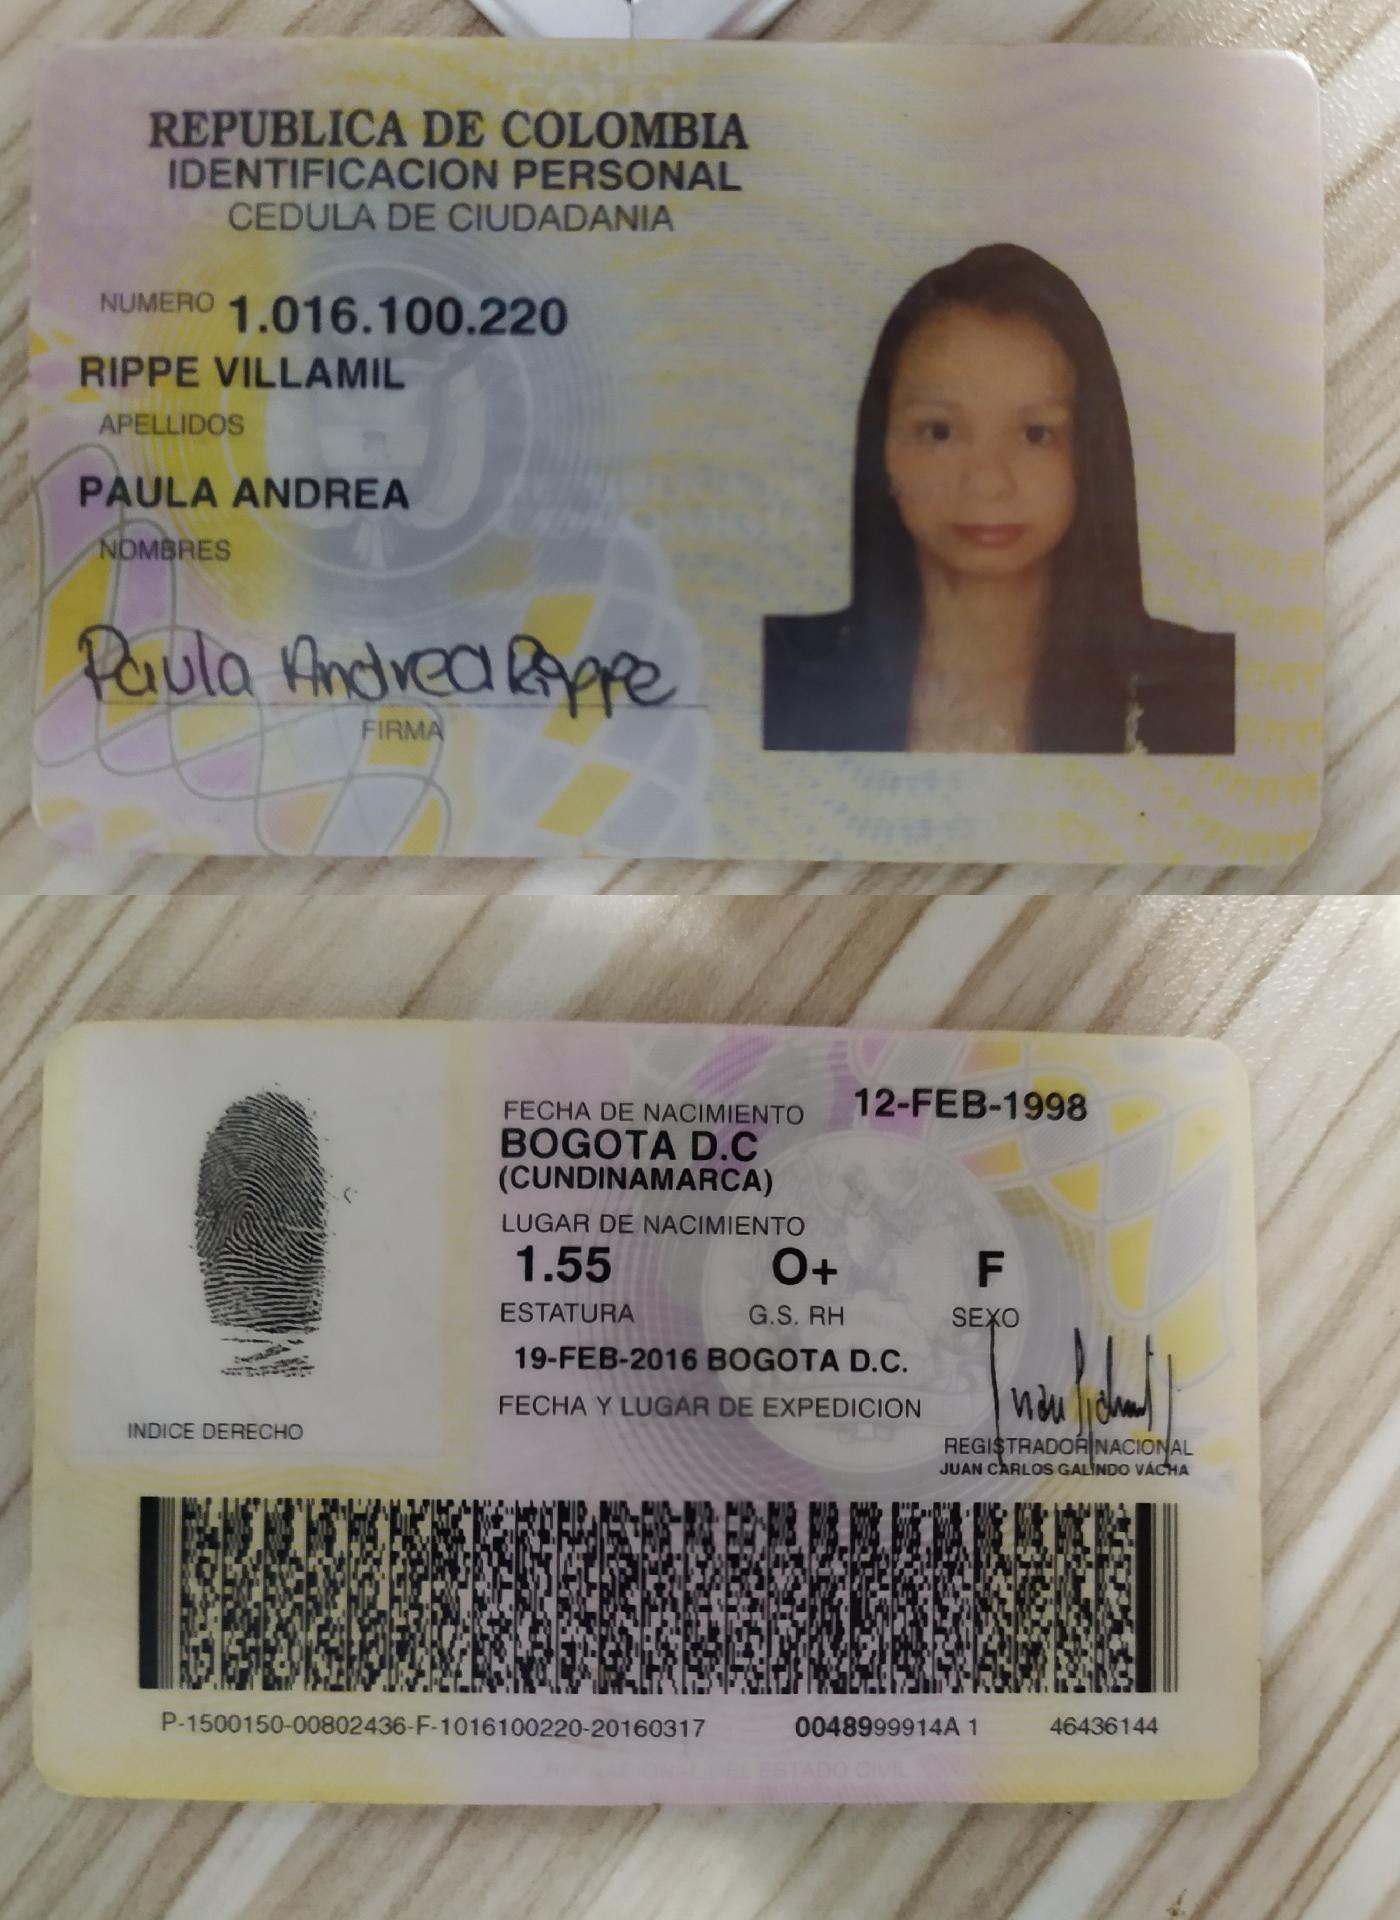 REPUBLICA DE COLOMBIA
IDENTIFICACION PERSONAL
CEDULA DE CIUDADANIA
NUMERO 1.016.100.220
RIPPE VILLAMIL
APELLIDOS
PAULA ANDREA
NOMBRES
Paula Andrea Rippe
FIRMA
FECHA DE NACIMIENTO 12-FEB-1998
BOGOTA D.C
(CUNDINAMARCA)
LUGAR DE NACIMIENTO
1.55 O+ F
ESTATURA G.S. RH SEXO
19-FEB-2016 BOGOTA D.C.
FECHA Y LUGAR DE EXPEDICION
INDICE DERECHO
REGISTRADOR NACIONAL
JUAN CARLOS GALINDO VÁCHA
P-1500150-00802436-F-1016100220-20160317 0048999914A 1 46436144